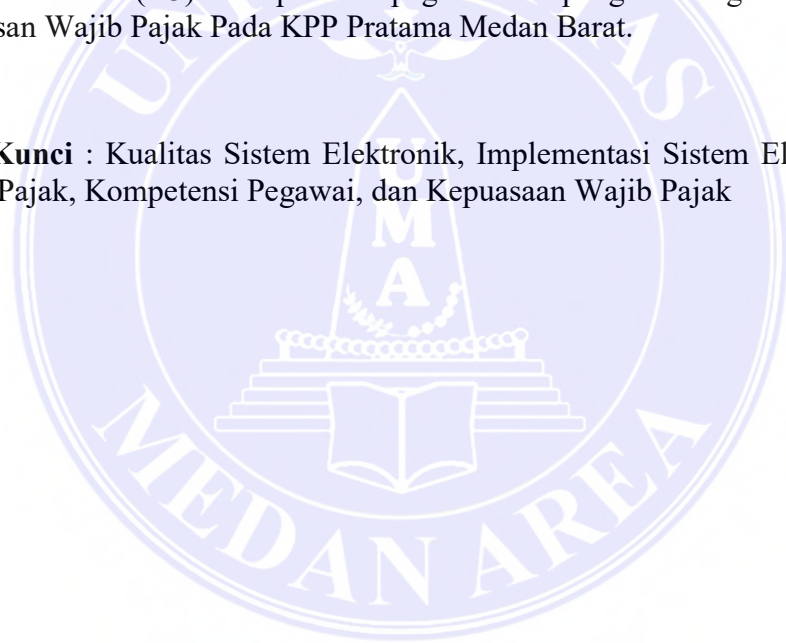 san Wajib Pajak Pada KPP Pratama Medan Barat.
Kunci : Kualitas Sistem Elektronik, Implementasi Sistem
Pajak, Kompetensi Pegawai, dan Kepuasaan Wajib Pajak
UNIVERSITAS
U
M
A
MEDAN AREA